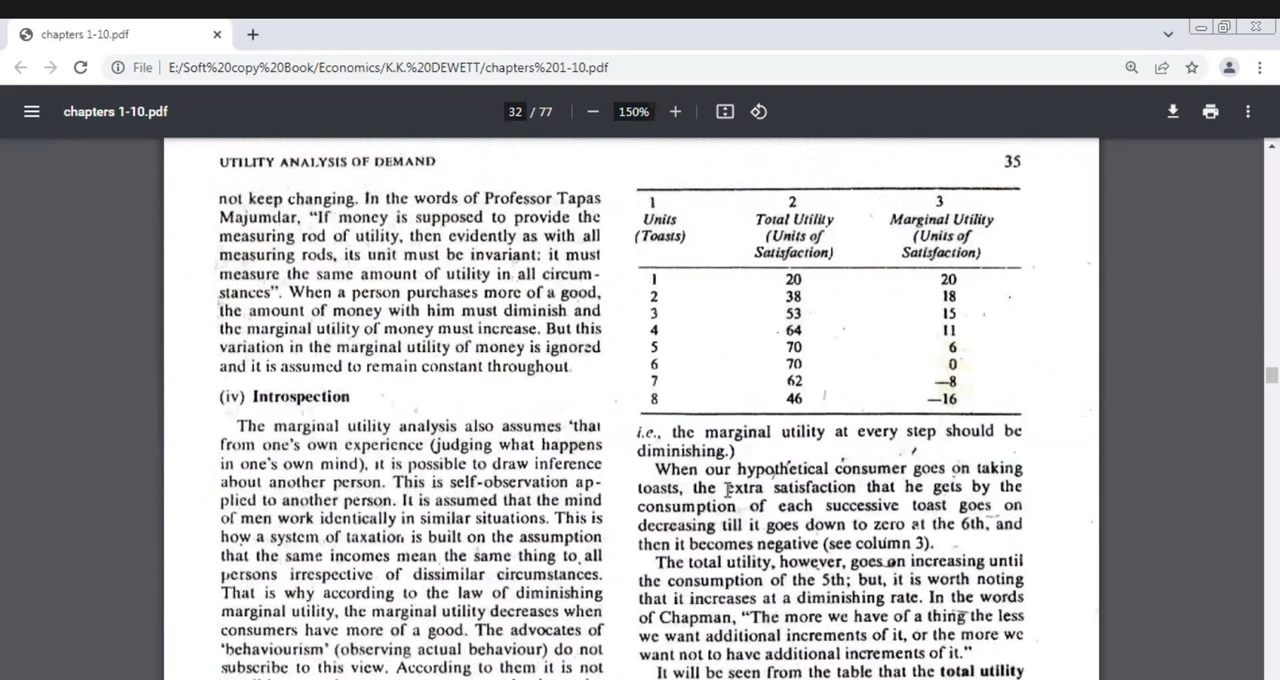 chapters 1-10.pdf
File E:/Soft%20copy%20Book/Economics/K.K.%20DEWETT/chapters%201-10.pdf
chapters 1-10.pdf
32 / 77
150%
UTILITY ANALYSIS OF DEMAND
35
not keep changing. In the words of Professor Tapas
Majumdar, “If money is supposed to provide the
measuring rod of utility, then evidently as with all
measuring rods, its unit must be invariant: it must
measure the same amount of utility in all circum-
stances”. When a person purchases more of a good,
the amount of money with him must diminish and
the marginal utility of money must increase. But this
variation in the marginal utility of money is ignored
and it is assumed to remain constant throughout.
(iv) Introspection
The marginal utility analysis also assumes ‘that
from one’s own experience (judging what happens
in one’s own mind), it is possible to draw inference
about another person. This is self-observation ap-
plied to another person. It is assumed that the mind
of men work identically in similar situations. This is
how a system of taxation is built on the assumption
that the same incomes mean the same thing to all
persons irrespective of dissimilar circumstances.
That is why according to the law of diminishing
marginal utility, the marginal utility decreases when
consumers have more of a good. The advocates of
‘behaviourism’ (observing actual behaviour) do not
subscribe to this view. According to them it is not
1 2 3
Units Total Utility Marginal Utility
(Toasts) (Units of (Units of
Satisfaction) Satisfaction)
1 20 20
2 38 18
3 53 15
4 64 11
5 70 6
6 70 0
7 62 —8
8 46 —16
i.e., the marginal utility at every step should be
diminishing.)
When our hypothetical consumer goes on taking
toasts, the extra satisfaction that he gets by the
consumption of each successive toast goes on
decreasing till it goes down to zero at the 6th, and
then it becomes negative (see column 3).
The total utility, however, goes on increasing until
the consumption of the 5th; but, it is worth noting
that it increases at a diminishing rate. In the words
of Chapman, “The more we have of a thing the less
we want additional increments of it, or the more we
want not to have additional increments of it.”
It will be seen from the table that the total utility